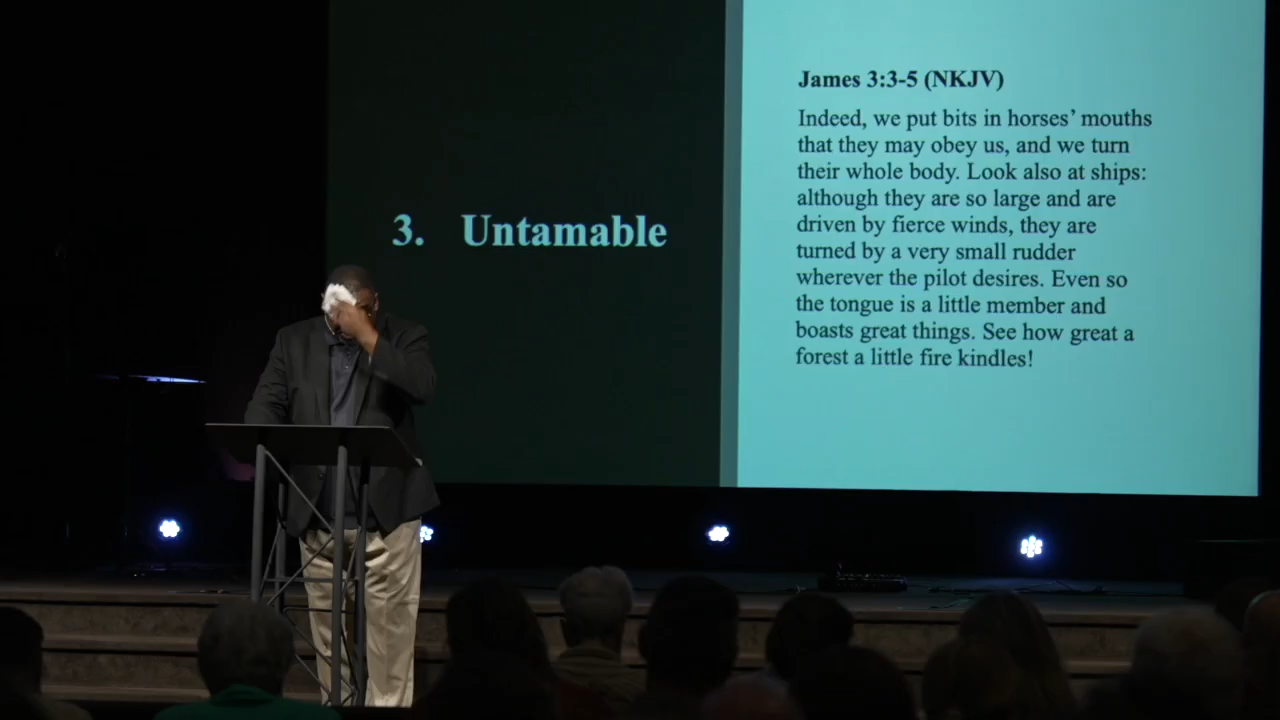 3. Untamable
James 3:3-5 (NKJV)
Indeed, we put bits in horses’ mouths
that they may obey us, and we turn
their whole body. Look also at ships:
although they are so large and are
driven by fierce winds, they are
turned by a very small rudder
wherever the pilot desires. Even so
the tongue is a little member and
boasts great things. See how great a
forest a little fire kindles!